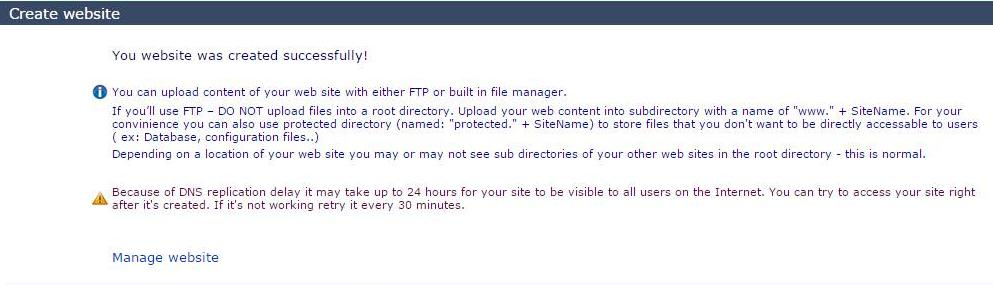 Create website
You website was created successfully!
You can upload content of your web site with either FTP or built in file manager.
If you'll use FTP – DO NOT upload files into a root directory. Upload your web content into subdirectory with a name of "www." + SiteName. For your
convinience you can also use protected directory (named: "protected." + SiteName) to store files that you don't want to be directly accessable to users
( ex: Database, configuration files..)
Depending on a location of your web site you may or may not see sub directories of your other web sites in the root directory - this is normal.
Because of DNS replication delay it may take up to 24 hours for your site to be visible to all users on the Internet. You can try to access your site right
after it's created. If it's not working retry it every 30 minutes.
Manage website